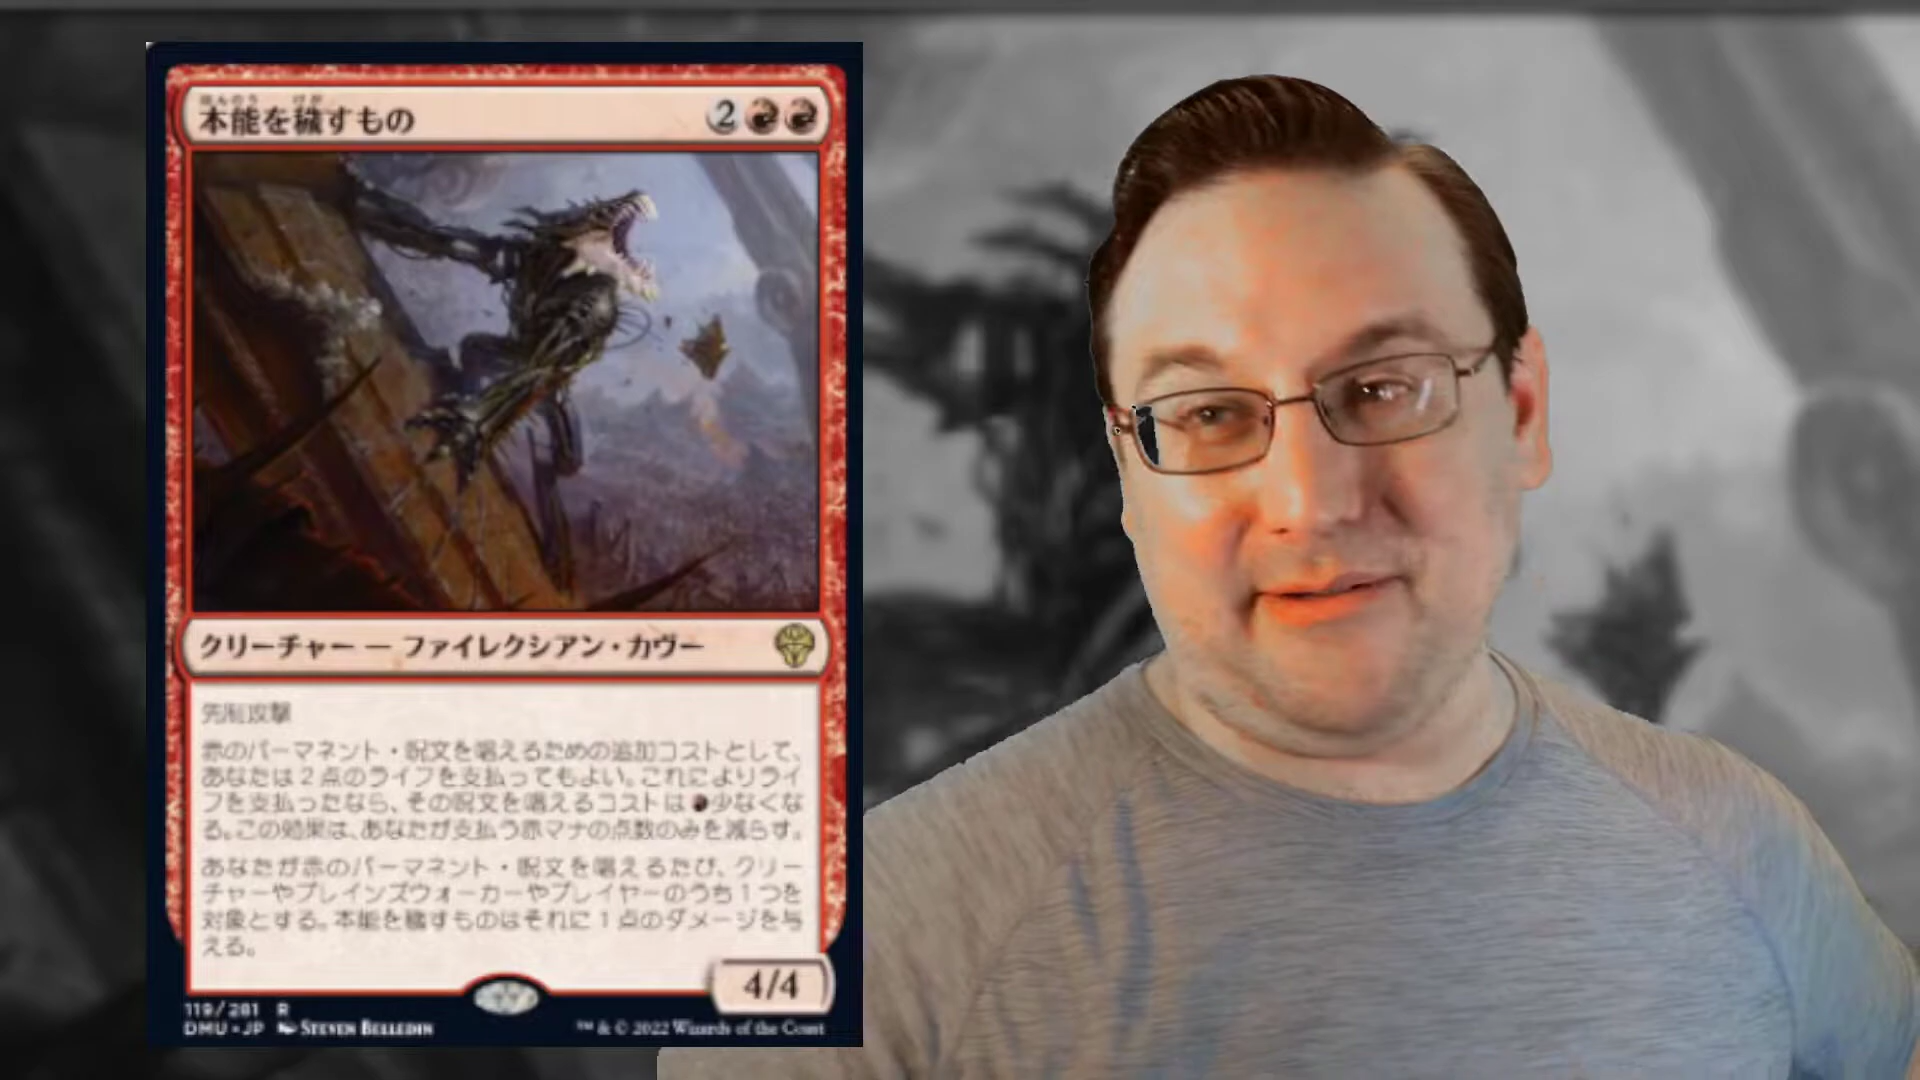 ほんのう けが
本能を穢すもの 2
クリーチャー ― ファイレクシアン・カヴー
先制攻撃
赤のパーマネント・呪文を唱えるための追加コストとして、
あなたは2点のライフを支払ってもよい。これによりライ
フを支払ったなら、その呪文を唱えるコストは少なくな
る。この効果は、あなたが支払う赤マナの点数のみを減らす。
あなたが赤のパーマネント・呪文を唱えるたび、クリー
チャーやプレインズウォーカーやプレイヤーのうち1つを
対象とする。本能を穢すものはそれに1点のダメージを与
える。
4/4
119/281 R
DMU • JP STEVEN BELLEDIN
™ & © 2022 Wizards of the Coast